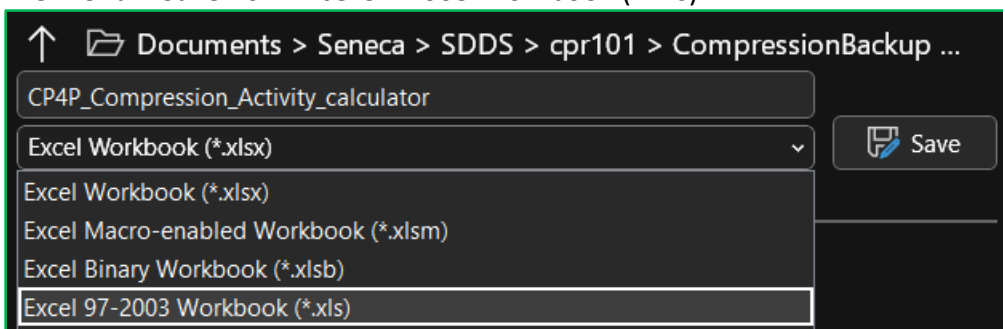 ↑ Documents > Seneca > SDDS > cpr101 > CompressionBackup ...
CP4P_Compression_Activity_calculator
Excel Workbook (*.xlsx)
Save
Excel Workbook (*.xlsx)
Excel Macro-enabled Workbook (*.xlsm)
Excel Binary Workbook (*.xlsb)
Excel 97-2003 Workbook (*.xls)